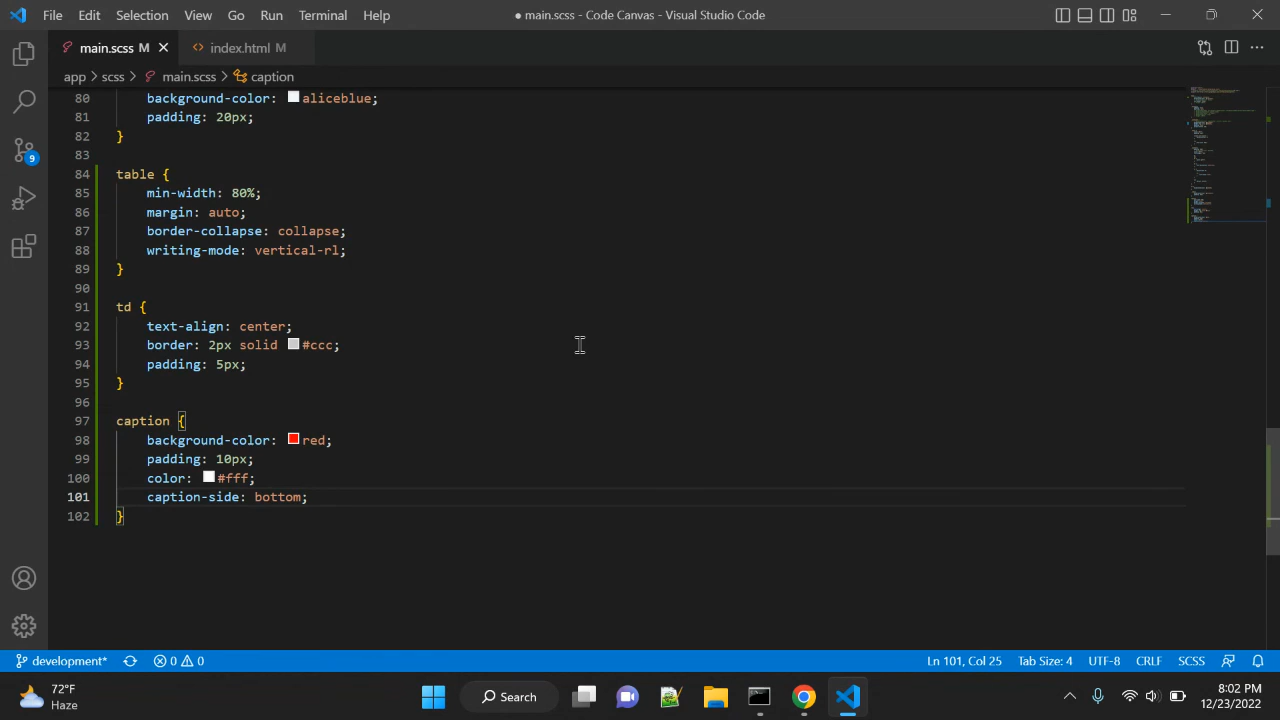 File Edit Selection View Go Run Terminal Help
● main.scss - Code Canvas - Visual Studio Code
main.scss M
index.html M
app > scss > main.scss > caption
80 background-color: aliceblue;
81 padding: 20px;
82 }
83
84 table {
85 min-width: 80%;
86 margin: auto;
87 border-collapse: collapse;
88 writing-mode: vertical-rl;
89 }
90
91 td {
92 text-align: center;
93 border: 2px solid #ccc;
94 padding: 5px;
95 }
96
97 caption {
98 background-color: red;
99 padding: 10px;
100 color: #fff;
101 caption-side: bottom;
102 }
9
development* 0 0 Ln 101, Col 25 Tab Size: 4 UTF-8 CRLF SCSS
72°F
Haze
Search
8:02 PM
12/23/2022